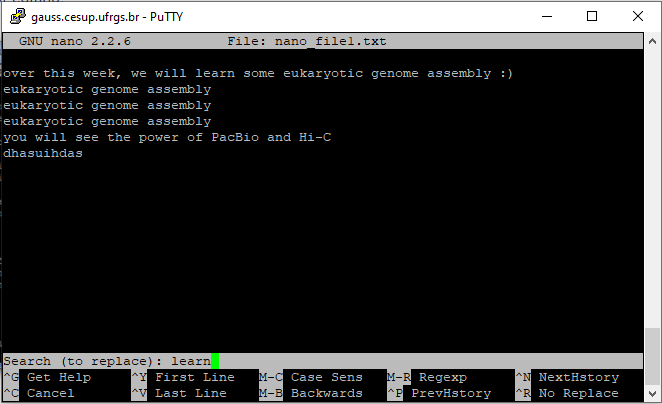 gauss.cesup.ufrgs.br - PuTTY
GNU nano 2.2.6 File: nano_file1.txt
over this week, we will learn some eukaryotic genome assembly :)
eukaryotic genome assembly
eukaryotic genome assembly
eukaryotic genome assembly
you will see the power of PacBio and Hi-C
dhasuihdas
Search (to replace): learn
^G Get Help ^Y First Line M-C Case Sens M-R Regexp ^N NextHstory
^C Cancel ^V Last Line M-B Backwards ^P PrevHstory ^R No Replace